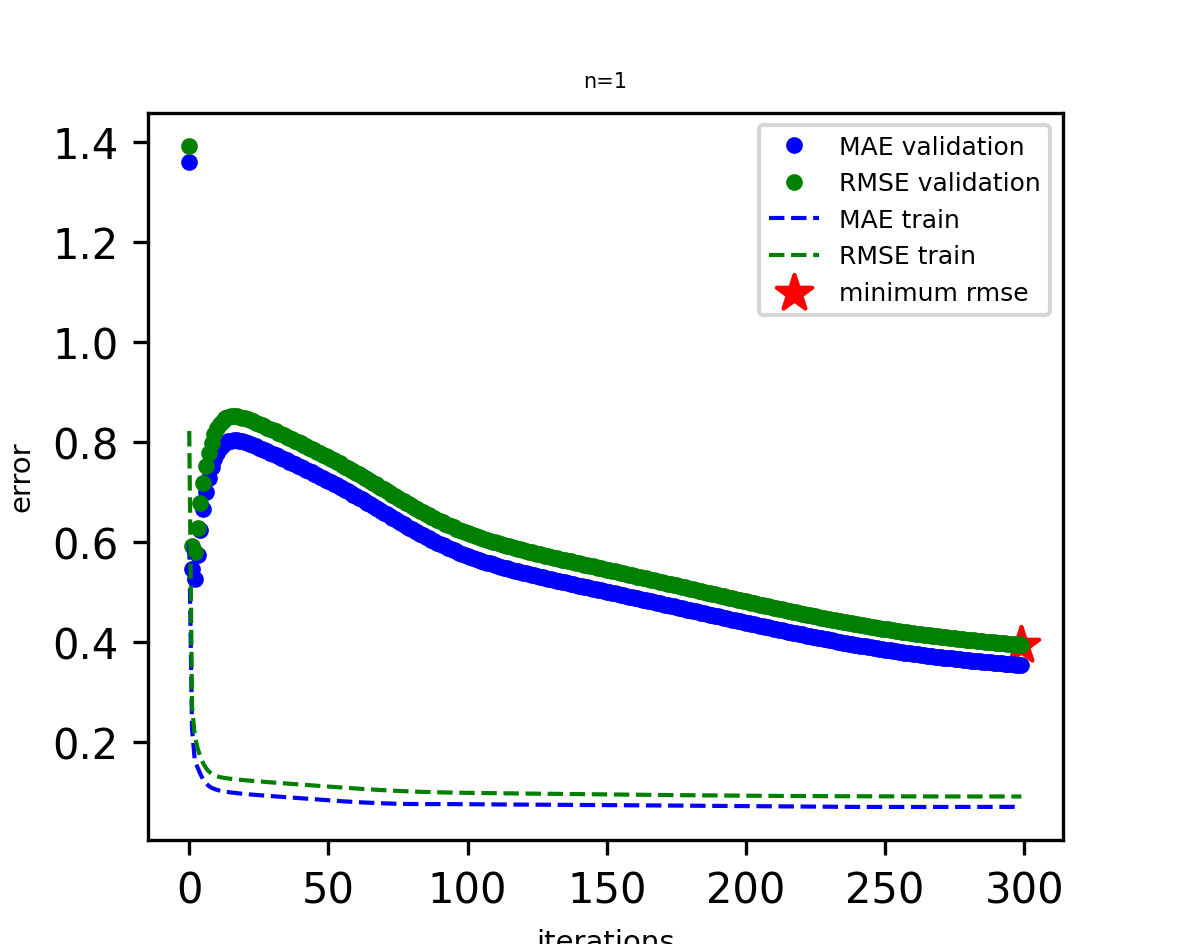 n=1
1.4
1.2
1.0
0.8
0.6
0.4
0.2
error
MAE validation
RMSE validation
MAE train
RMSE train
minimum rmse
0 50 100 150 200 250 300
iterations